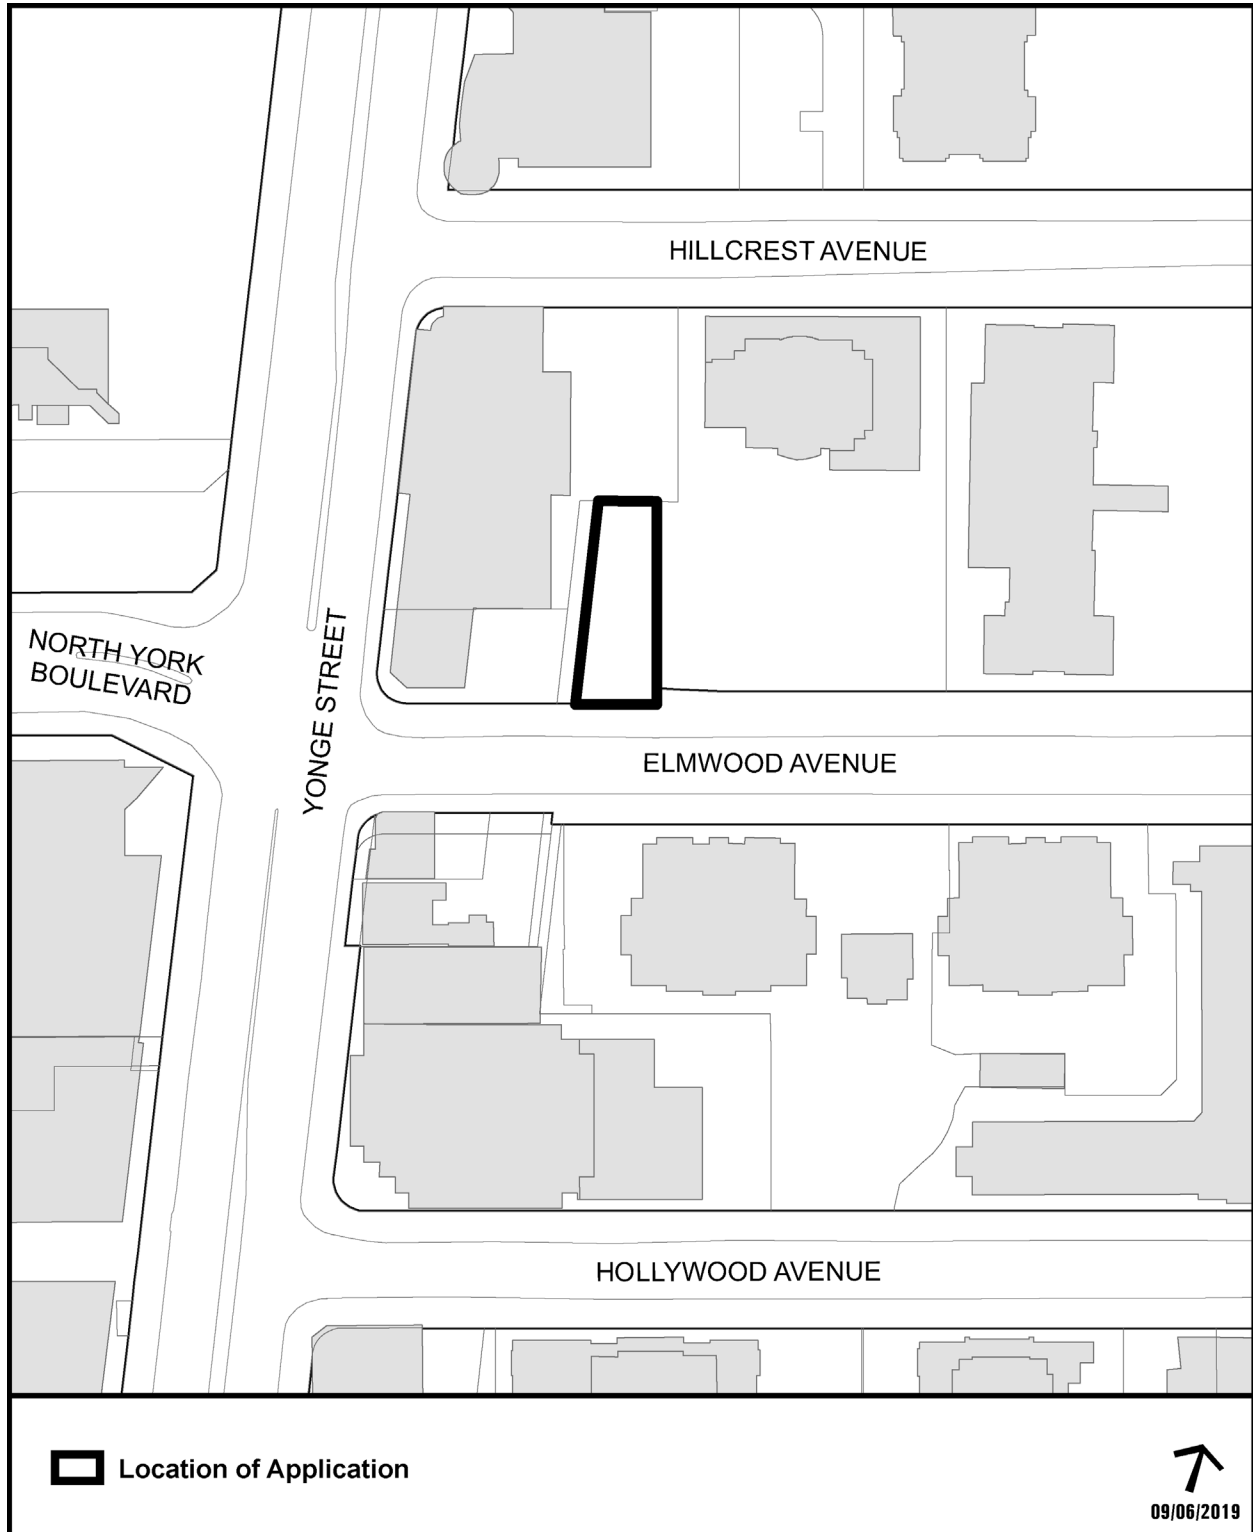 HILLCREST AVENUE
NORTH YORK
BOULEVARD
YONGE STREET
ELMWOOD AVENUE
HOLLYWOOD AVENUE
Location of Application
09/06/2019